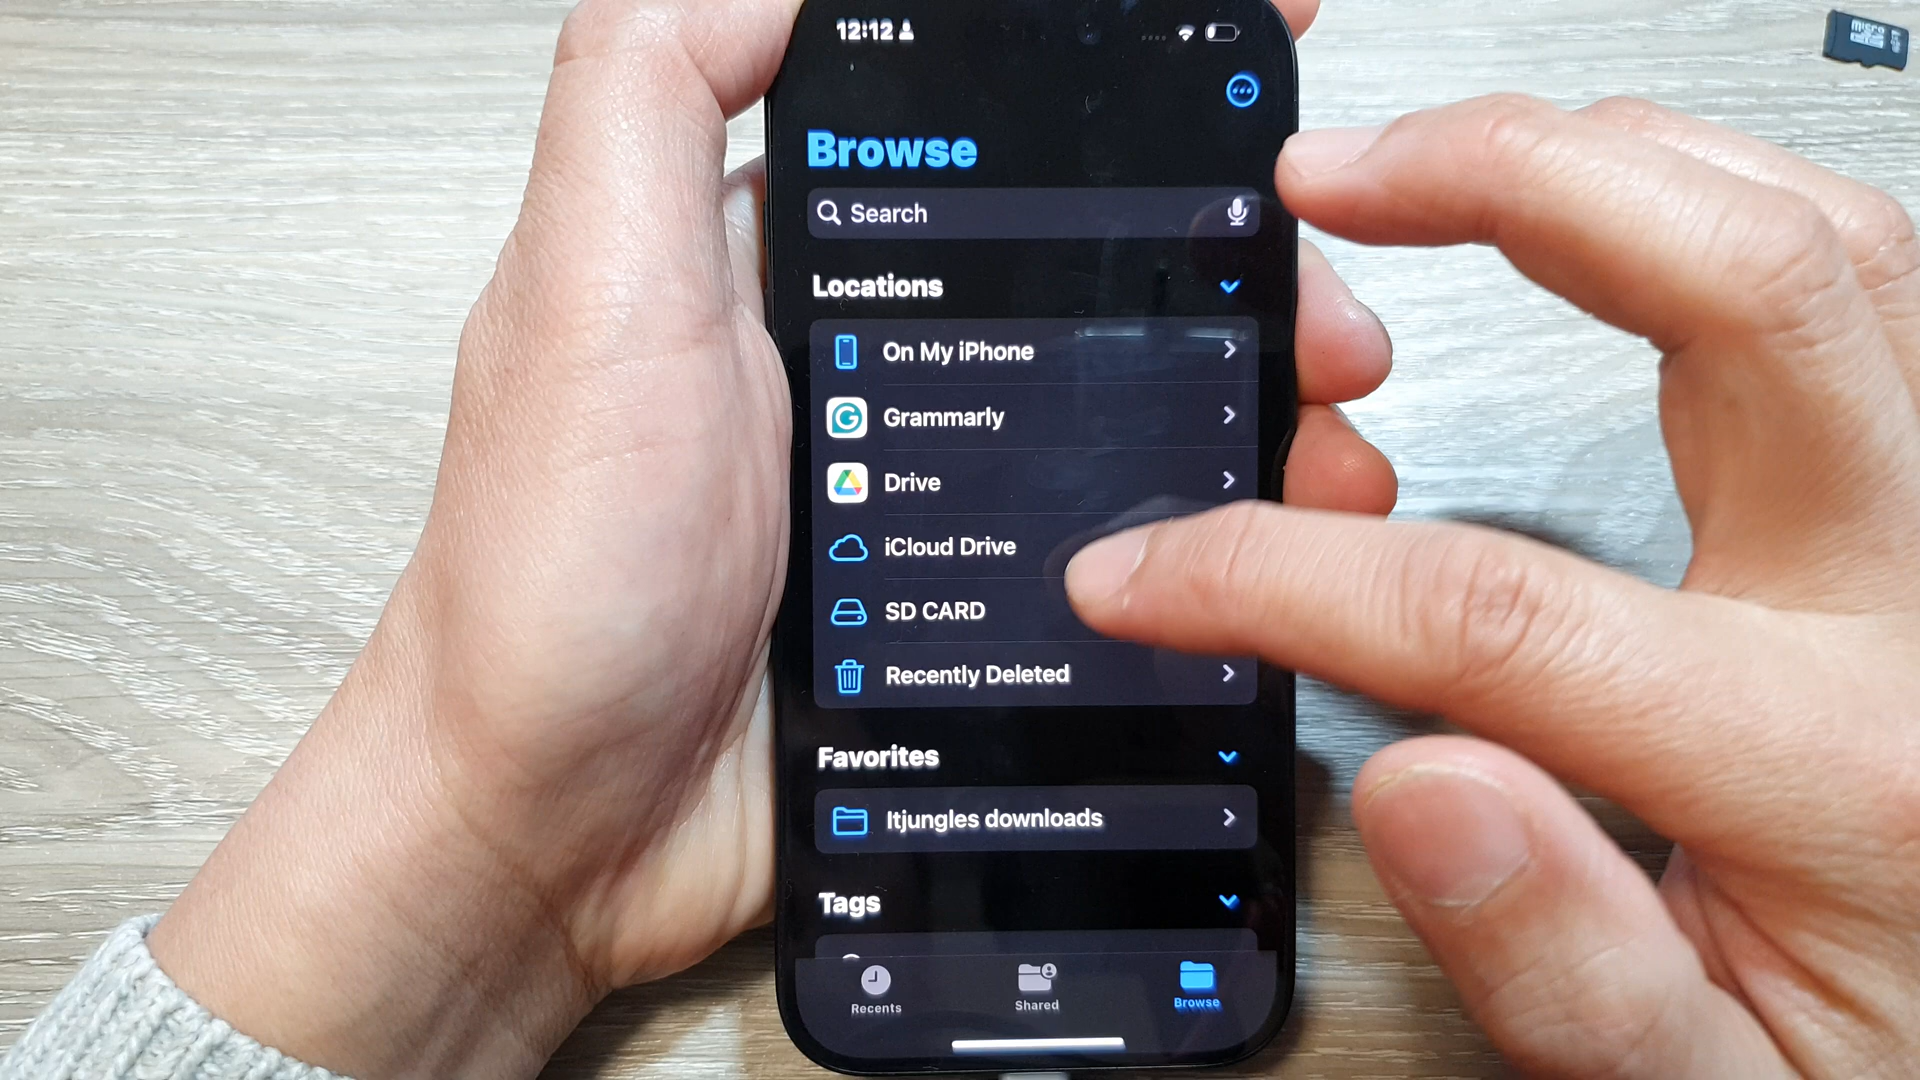 12:12
micro
Browse
Search
Locations
On My iPhone
Grammarly
Drive
iCloud Drive
SD CARD
Recently Deleted
Favorites
Itjungles downloads
Tags
Recents
Shared
Browse